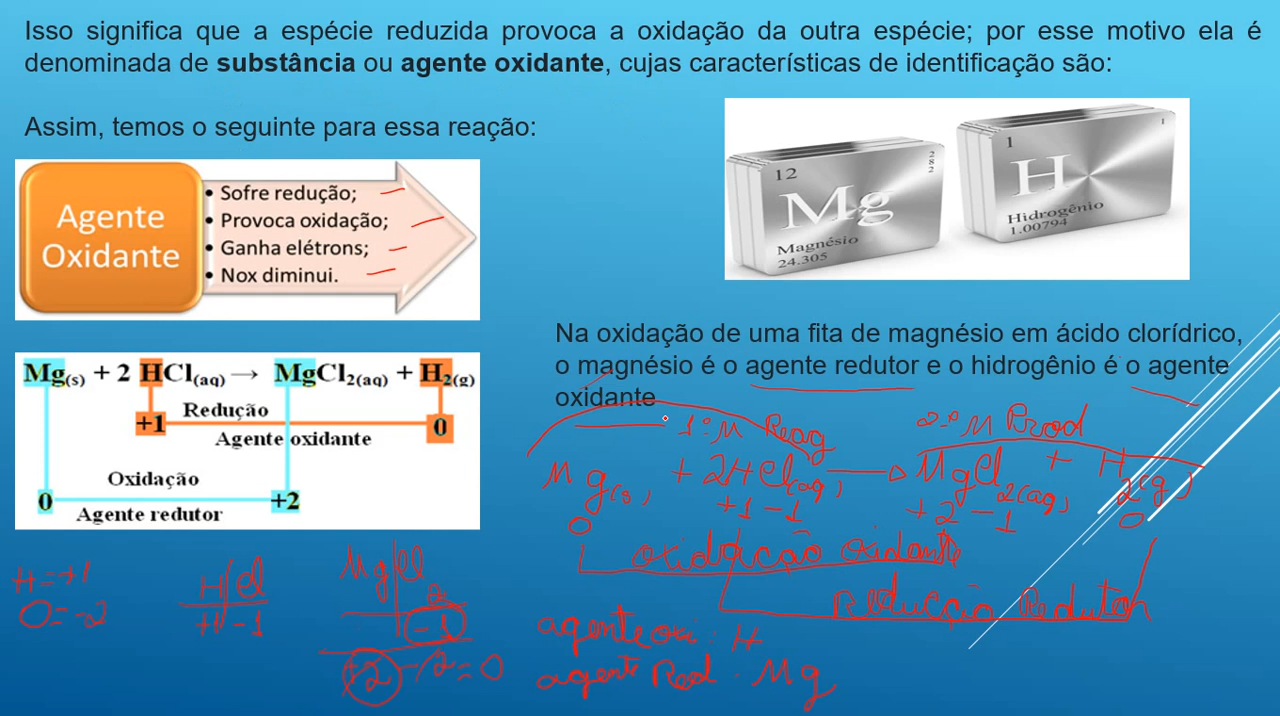 Isso significa que a espécie reduzida provoca a oxidação da outra espécie; por esse motivo ela é
denominada de substância ou agente oxidante, cujas características de identificação são:
Assim, temos o seguinte para essa reação:
Agente
Oxidante
• Sofre redução;
• Provoca oxidação;
• Ganha elétrons;
• Nox diminui.
12
Mg
Magnésio
24.305
1
1
H
Hidrogênio
1.00794
Mg(s) + 2 HCl(aq) → MgCl2(aq) + H2(g)
Redução
+1
Agente oxidante
0
Oxidação
0
+2
Agente redutor
Na oxidação de uma fita de magnésio em ácido clorídrico,
o magnésio é o agente redutor e o hidrogênio é o agente
oxidante
1º M Reag
2º M Prod
Mg(s) + 2HCl(aq) → MgCl2(aq) + H2(g)
0 +1 -1 +2 -1 0
oxidação oxidante
Redução Redutor
H=+1
O=-2
H Cl
+1 -1
Mg Cl
2
-1
+2 -2 = 0
agente oxi: H
agente Red. Mg